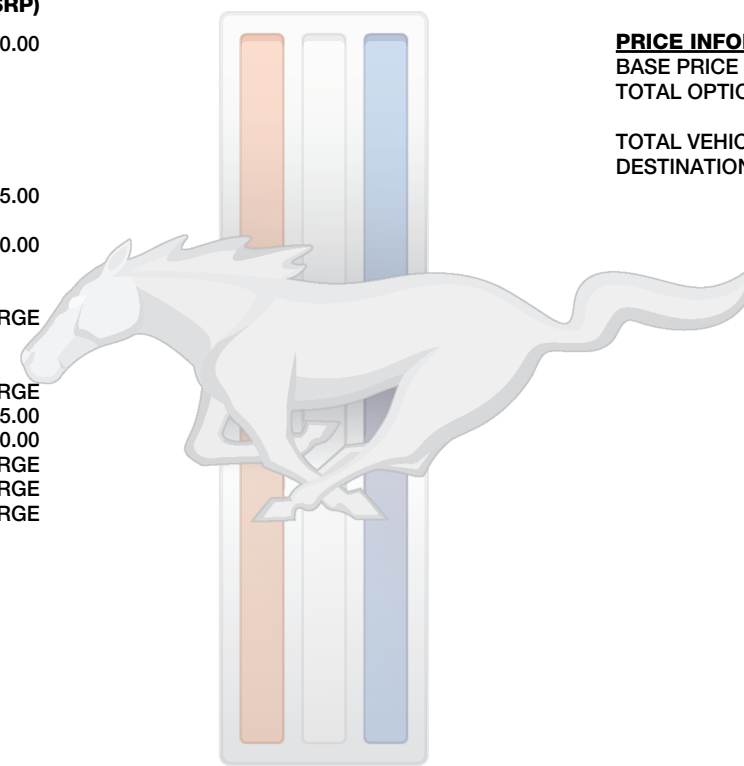 SRP)
0.00
5.00
0.00
RGE
RGE
5.00
0.00
RGE
RGE
RGE
PRICE INFO
BASE PRICE
TOTAL OPTIO
TOTAL VEHIC
DESTINATION